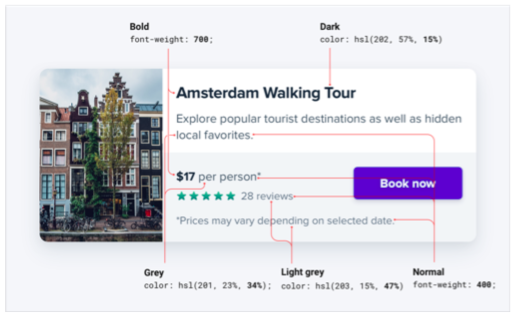 Bold
font-weight: 700;
Dark
color: hsl(202, 57%, 15%)
Amsterdam Walking Tour
Explore popular tourist destinations as well as hidden
local favorites.
$17 per person*
Book now
28 reviews
*Prices may vary depending on selected date.
Grey
color: hsl(201, 23%, 34%);
Light grey
color: hsl(203, 15%, 47%)
Normal
font-weight: 400;